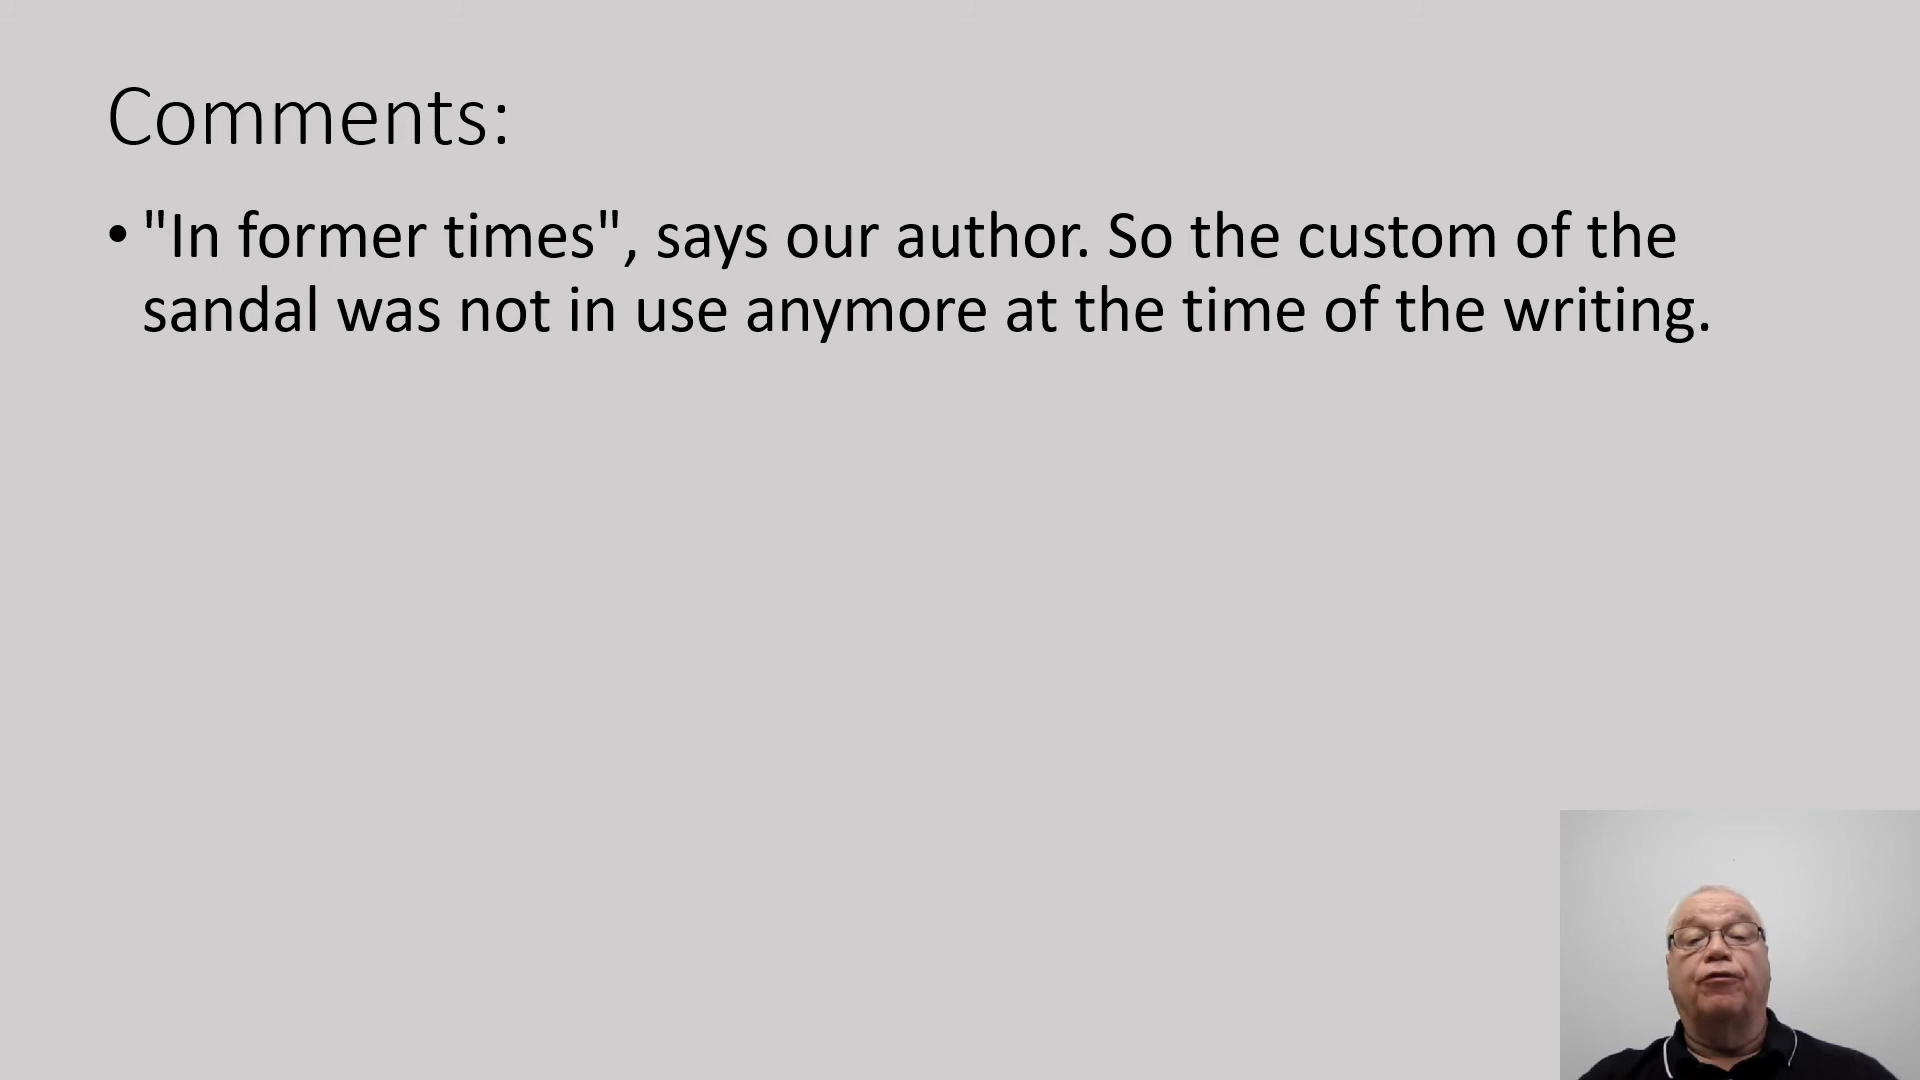 Comments:
• "In former times", says our author. So the custom of the
sandal was not in use anymore at the time of the writing.